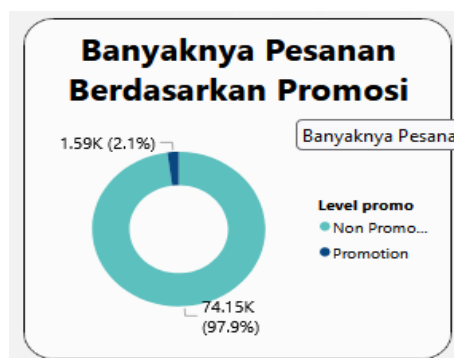 Banyaknya Pesanan
Berdasarkan Promosi
1.59K (2.1%)
Banyaknya Pesana
Level promo
Non Promo...
Promotion
74.15K
(97.9%)